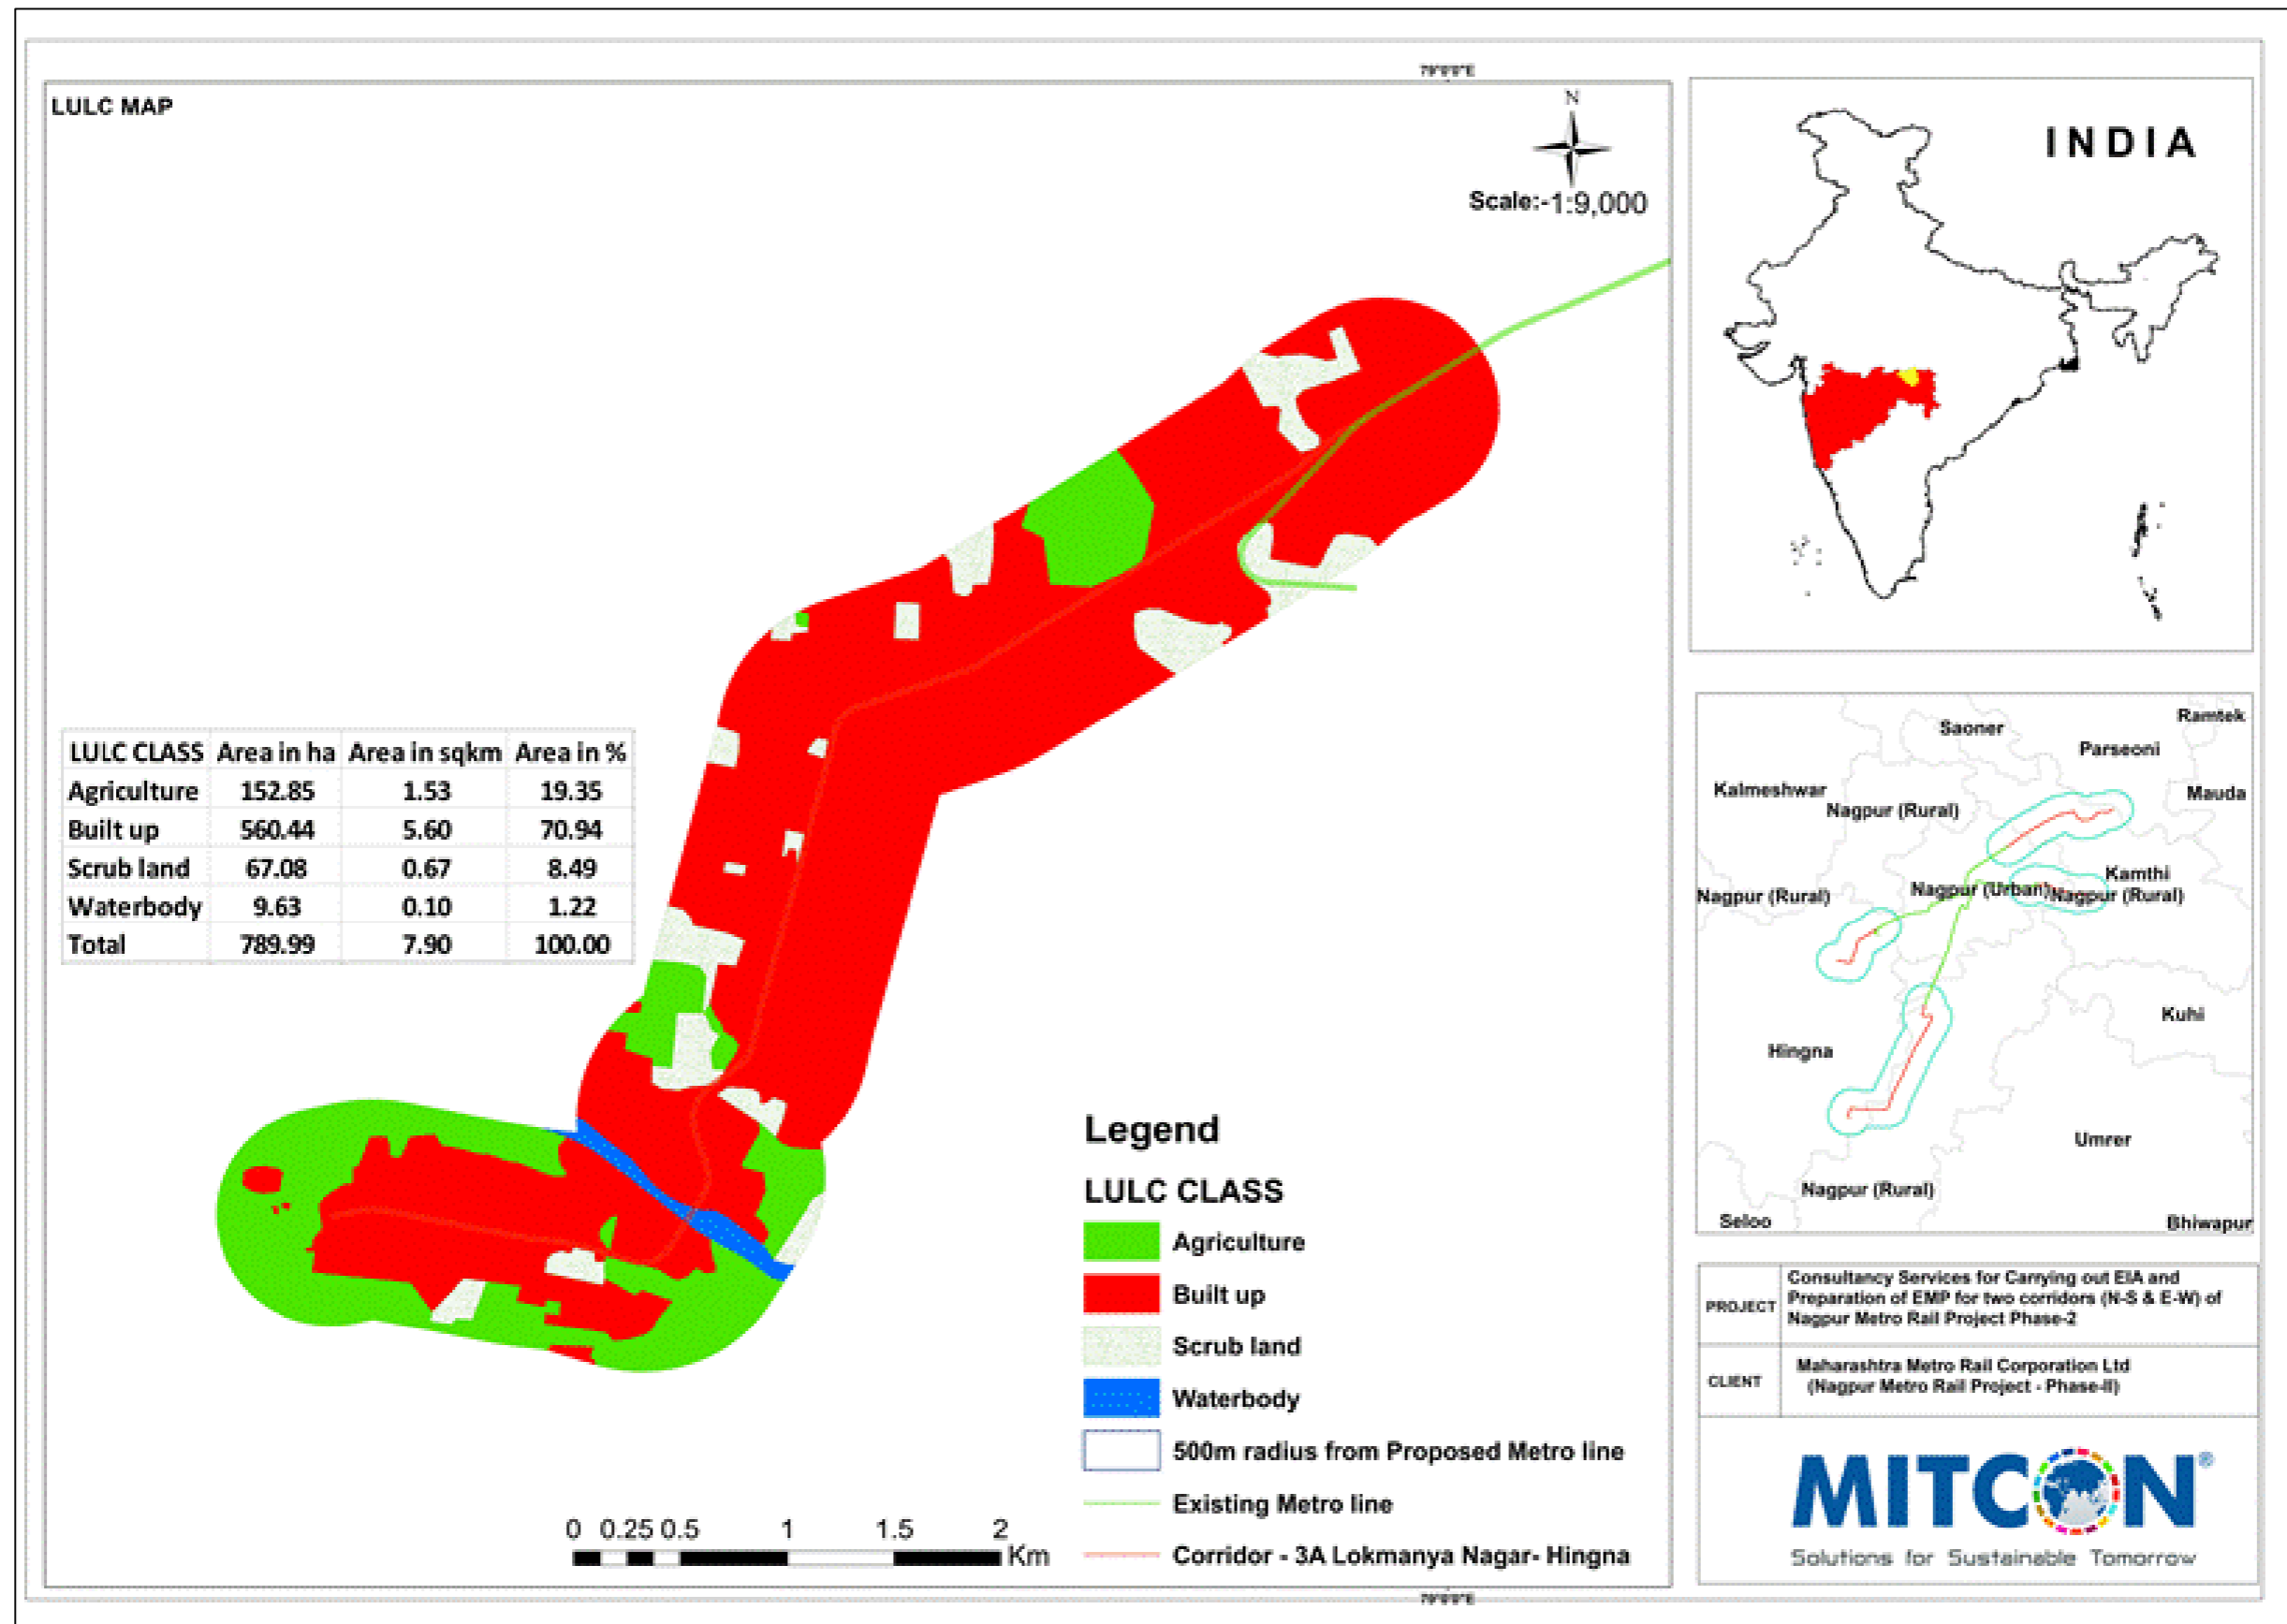 79°0'0"E
LULC MAP
N
Scale:-1:9,000
LULC CLASS Area in ha Area in sqkm Area in %
Agriculture 152.85 1.53 19.35
Built up 560.44 5.60 70.94
Scrub land 67.08 0.67 8.49
Waterbody 9.63 0.10 1.22
Total 789.99 7.90 100.00
Legend
LULC CLASS
Agriculture
Built up
Scrub land
Waterbody
500m radius from Proposed Metro line
Existing Metro line
Corridor - 3A Lokmanya Nagar- Hingna
0 0.25 0.5 1 1.5 2
Km
79°0'0"E
INDIA
Ramtek
Saoner
Parseoni
Kalmeshwar
Mauda
Nagpur (Rural)
Kamthi
Nagpur (Rural)
Nagpur (Urban)
Nagpur (Rural)
Kuhi
Hingna
Umrer
Nagpur (Rural)
Seloo
Bhiwapur
PROJECT
Consultancy Services for Carrying out EIA and
Preparation of EMP for two corridors (N-S & E-W) of
Nagpur Metro Rail Project Phase-2
CLIENT
Maharashtra Metro Rail Corporation Ltd
(Nagpur Metro Rail Project - Phase-II)
MITCON®
Solutions for Sustainable Tomorrow